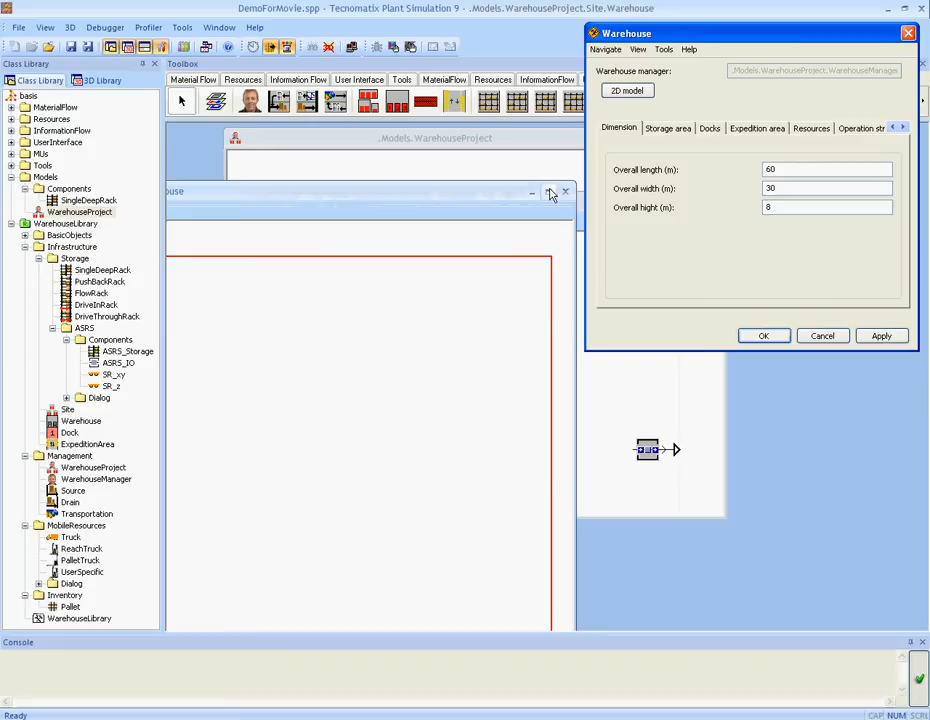 DemoForMovie.spp - Tecnomatix Plant Simulation 9 - .Models.WarehouseProject.Site.Warehouse
File View 3D Debugger Profiler Tools Window Help
Class Library
Class Library 3D Library
basis
MaterialFlow
Resources
InformationFlow
UserInterface
MUs
Tools
Models
Components
SingleDeepRack
WarehouseProject
WarehouseLibrary
BasicObjects
Infrastructure
Storage
SingleDeepRack
PushBackRack
FlowRack
DriveInRack
DriveThroughRack
ASRS
Components
ASRS_Storage
ASRS_IO
SR_xy
SR_z
Dialog
Site
Warehouse
Dock
ExpeditionArea
Management
WarehouseProject
WarehouseManager
Source
Drain
Transportation
MobileResources
Truck
ReachTruck
PalletTruck
UserSpecific
Dialog
Inventory
Pallet
WarehouseLibrary
Toolbox
Material Flow Resources Information Flow User Interface Tools MaterialFlow Resources InformationFlow
.Models.WarehouseProject
Warehouse
Navigate View Tools Help
Warehouse manager: .Models.WarehouseProject.WarehouseManager
2D model
Dimension Storage area Docks Expedition area Resources Operation str
Overall length (m): 60
Overall width (m): 30
Overall hight (m): 8
OK Cancel Apply
Console
Ready
CAP NUM SCRL